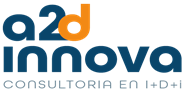 a2d
innova
CONSULTORIA EN I+D+i